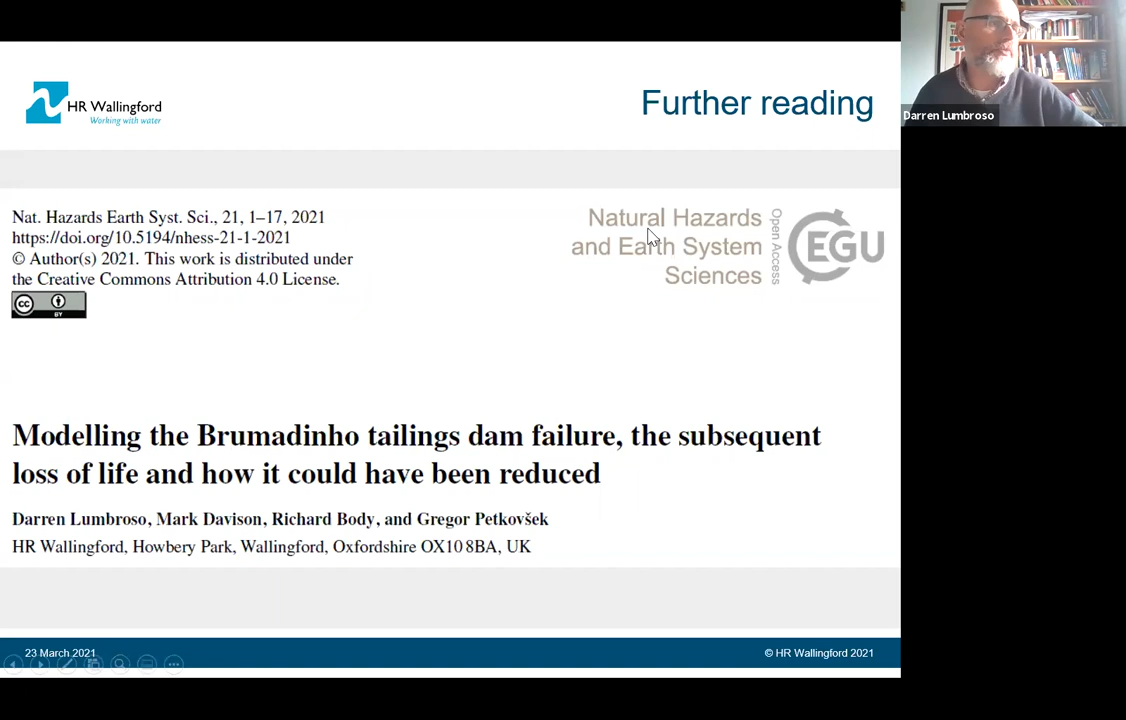 HR Wallingford
Working with water
Further reading
Darren Lumbroso
Nat. Hazards Earth Syst. Sci., 21, 1–17, 2021
https://doi.org/10.5194/nhess-21-1-2021
© Author(s) 2021. This work is distributed under
the Creative Commons Attribution 4.0 License.
cc
BY
Natural Hazards
and Earth System
Sciences
Open Access
EGU
Modelling the Brumadinho tailings dam failure, the subsequent
loss of life and how it could have been reduced
Darren Lumbroso, Mark Davison, Richard Body, and Gregor Petkovšek
HR Wallingford, Howbery Park, Wallingford, Oxfordshire OX10 8BA, UK
23 March 2021
© HR Wallingford 2021